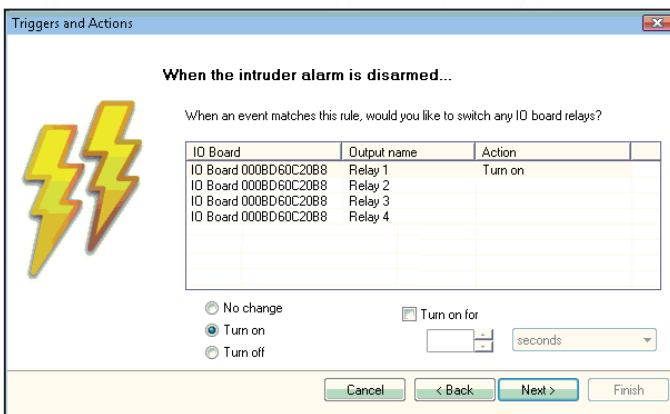 Triggers and Actions
When the intruder alarm is disarmed...
When an event matches this rule, would you like to switch any IO board relays?
IO Board Output name Action
IO Board 000BD60C20B8 Relay 1 Turn on
IO Board 000BD60C20B8 Relay 2
IO Board 000BD60C20B8 Relay 3
IO Board 000BD60C20B8 Relay 4
No change Turn on for
Turn on seconds
Turn off
Cancel < Back Next > Finish